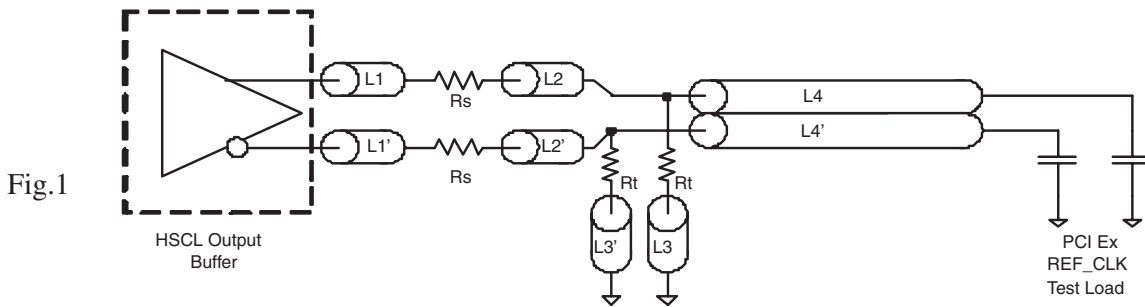 L1
Rs
L2
L4
L1'
Rs
L2'
L4'
Rt
Rt
L3'
L3
Fig.1
HSCL Output
Buffer
PCI Ex
REF_CLK
Test Load